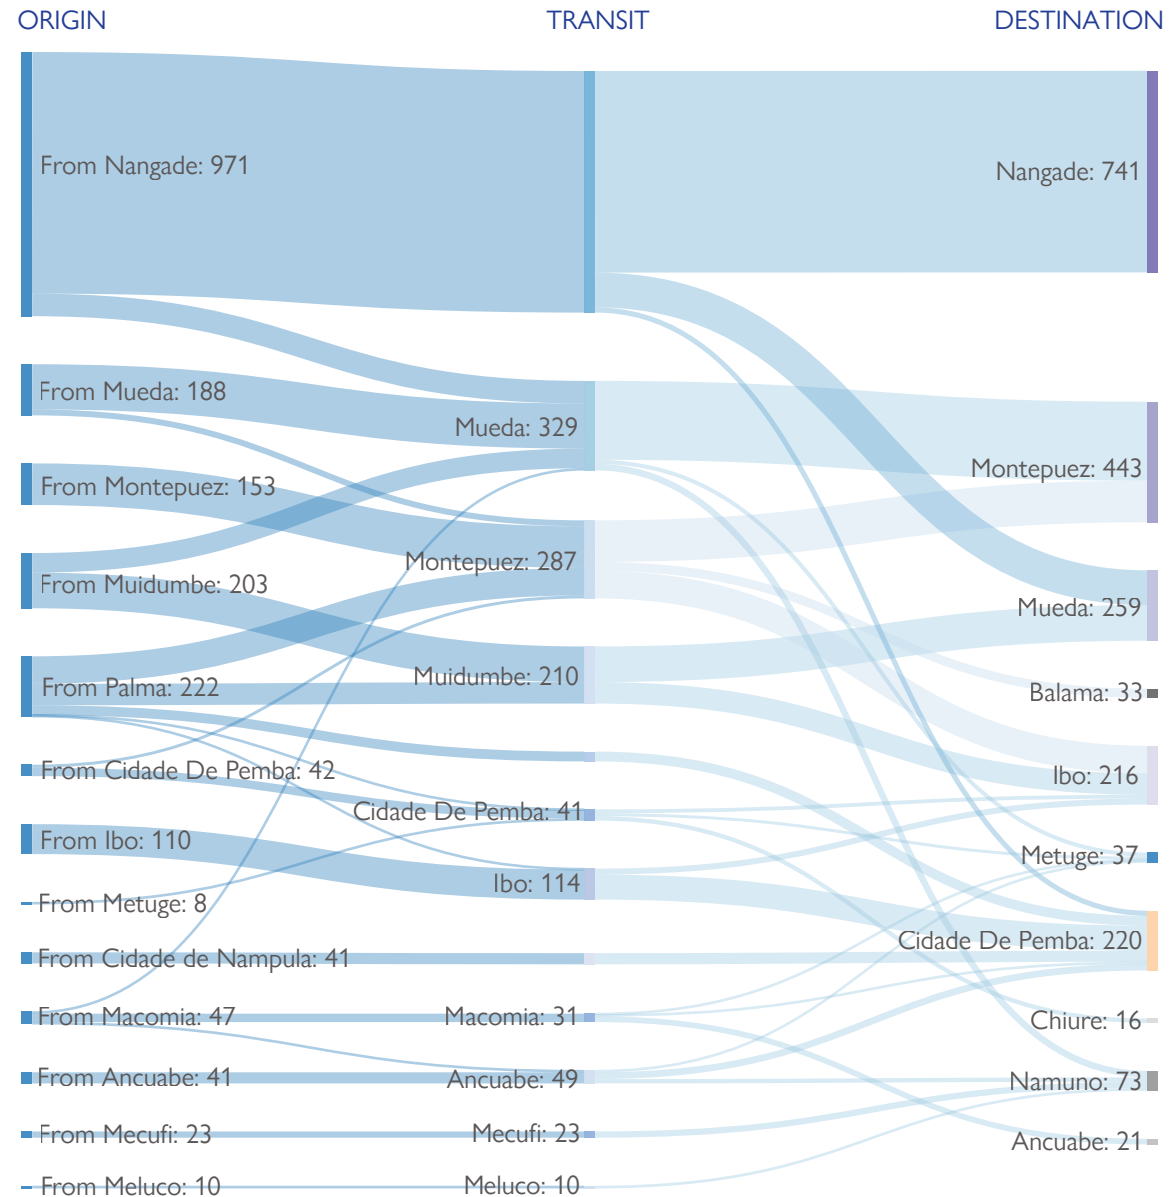 ORIGIN
TRANSIT
DESTINATION
From Nangade: 971
Nangade: 741
From Mueda: 188
Mueda: 329
Montepuez: 443
From Montepuez: 153
Montepuez: 287
From Muidumbe: 203
Mueda: 259
From Palma: 222
Muidumbe: 210
Balama: 33
From Cidade De Pemba: 42
Ibo: 216
Cidade De Pemba: 41
From Ibo: 110
Metuge: 37
Ibo: 114
From Metuge: 8
Cidade De Pemba: 220
From Cidade de Nampula: 41
From Macomia: 47
Macomia: 31
Chiure: 16
From Ancuabe: 41
Ancuabe: 49
Namuno: 73
From Mecufi: 23
Mecufi: 23
Ancuabe: 21
From Meluco: 10
Meluco: 10